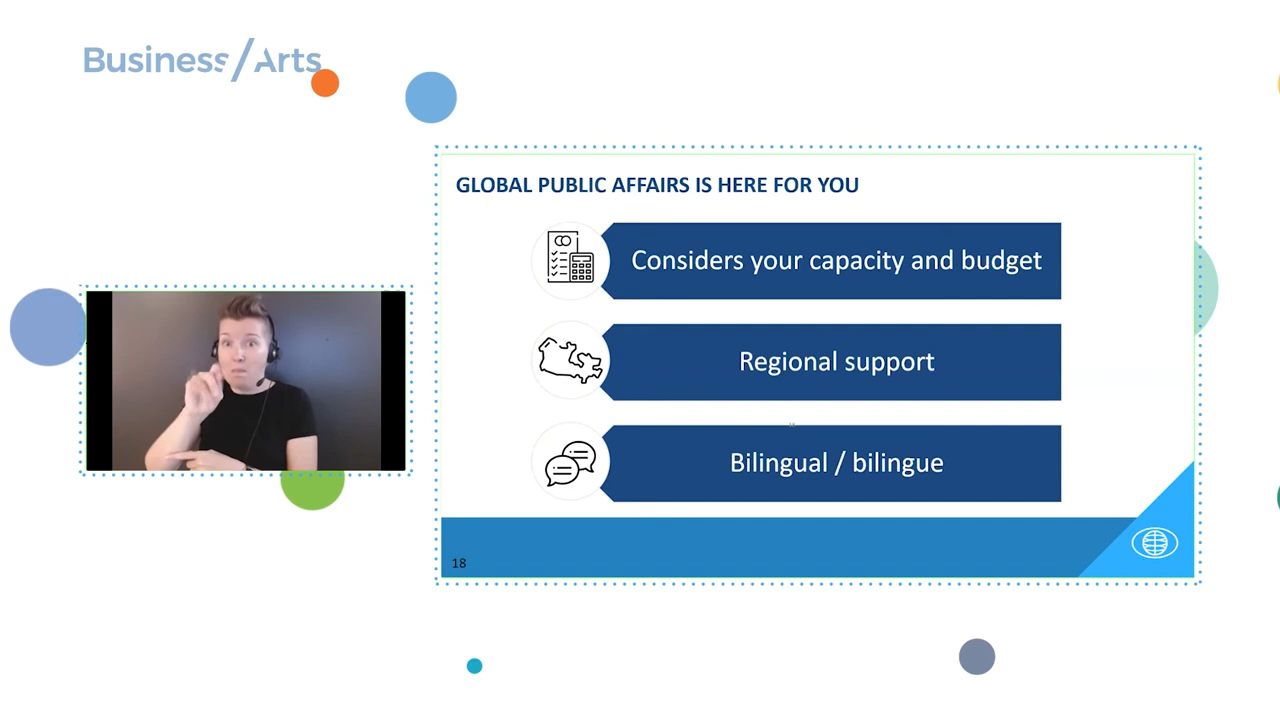 Business/Arts
GLOBAL PUBLIC AFFAIRS IS HERE FOR YOU
Considers your capacity and budget
Regional support
Bilingual / bilingue
18